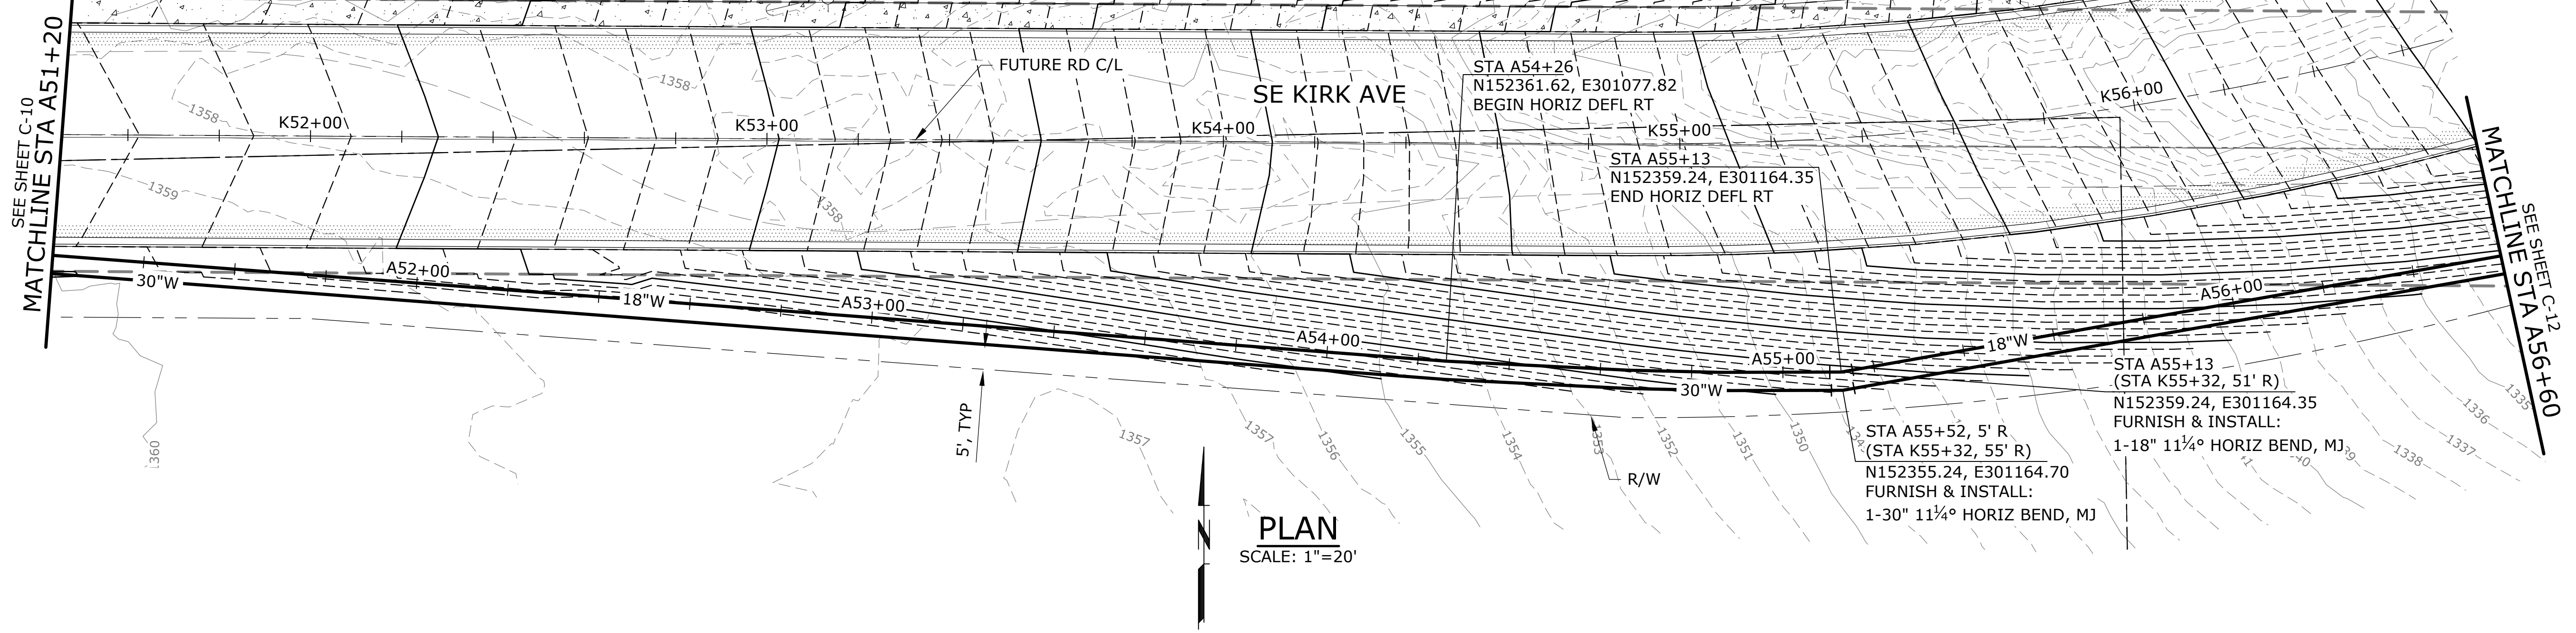 SEE SHEET C-10
MATCHLINE STA A51+20
1358
1358
1359
1358
K52+00
K53+00
FUTURE RD C/L
SE KIRK AVE
K54+00
STA A54+26
N152361.62, E301077.82
BEGIN HORIZ DEFL RT
K55+00
STA A55+13
N152359.24, E301164.35
END HORIZ DEFL RT
K56+00
MATCHLINE STA A56+60
SEE SHEET C-12
A52+00
30"W
18"W
A53+00
A54+00
A55+00
30"W
18"W
A56+00
5', TYP
1360
1357
1357
1356
1355
1354
1353
1352
1351
1350
R/W
STA A55+13
(STA K55+32, 51' R)
N152359.24, E301164.35
FURNISH & INSTALL:
1-18" 11¼° HORIZ BEND, MJ
STA A55+52, 5' R
(STA K55+32, 55' R)
N152355.24, E301164.70
FURNISH & INSTALL:
1-30" 11¼° HORIZ BEND, MJ
1338
1337
1336
1335
N
PLAN
SCALE: 1"=20'